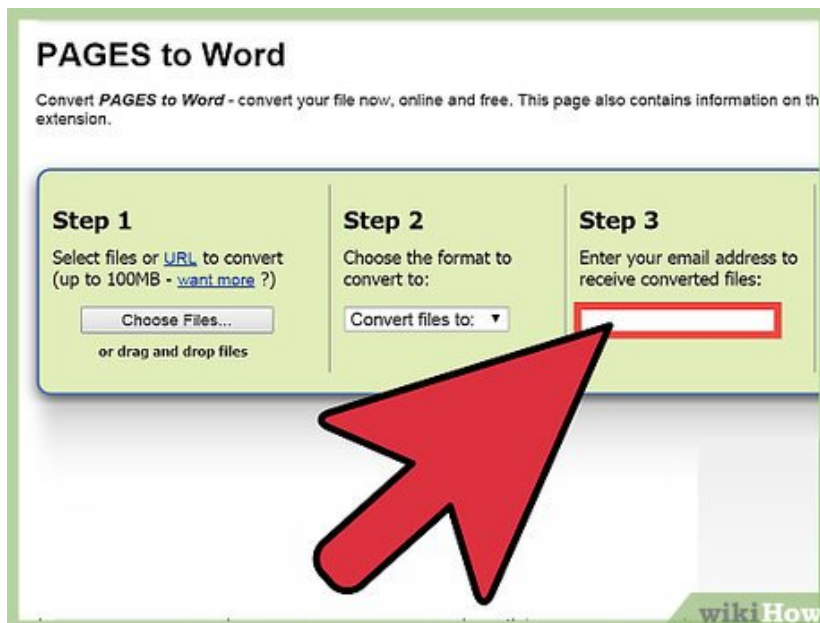 PAGES to Word
Convert PAGES to Word - convert your file now, online and free. This page also contains information on
extension.
Step 1
Select files or URL to convert
(up to 100MB - want more ?)
Choose Files...
or drag and drop files
Step 2
Choose the format to
convert to:
Convert files to:
Step 3
Enter your email address to
receive converted files:
wikiHow